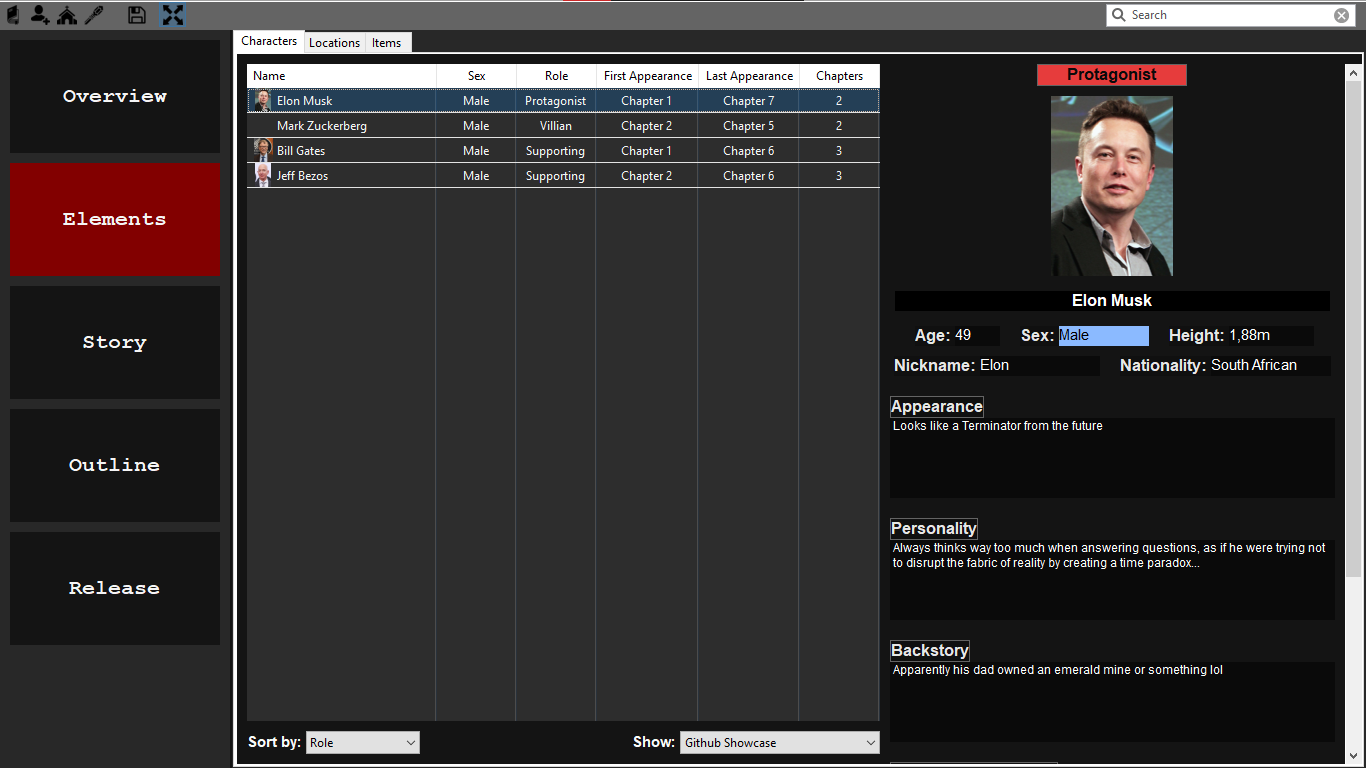 Search
Overview
Elements
Story
Outline
Release
Characters Locations Items
Name Sex Role First Appearance Last Appearance Chapters
Elon Musk Male Protagonist Chapter 1 Chapter 7 2
Mark Zuckerberg Male Villian Chapter 2 Chapter 5 2
Bill Gates Male Supporting Chapter 1 Chapter 6 3
Jeff Bezos Male Supporting Chapter 2 Chapter 6 3
Sort by: Role Show: Github Showcase
Protagonist
Elon Musk
Age: 49 Sex: Male Height: 1,88m
Nickname: Elon Nationality: South African
Appearance
Looks like a Terminator from the future
Personality
Always thinks way too much when answering questions, as if he were trying not
to disrupt the fabric of reality by creating a time paradox...
Backstory
Apparently his dad owned an emerald mine or something lol